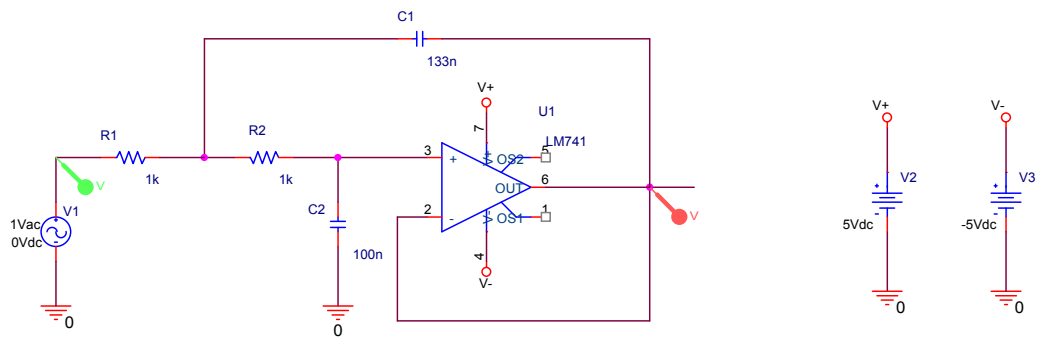 C1
133n
V+
U1
7
LM741
R1
R2
3
+
V+
OS2
5
V
1k
1k
OUT
6
V1
C2
2
-
V-
OS1
1
V
1Vac
0Vdc
100n
4
V-
0
0
V+
V-
+
V2
+
V3
-
5Vdc
-
-5Vdc
0
0